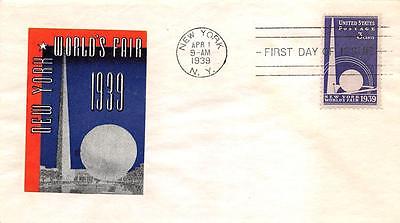 NEW YORK
WORLD'S FAIR
1939
NEW YORK
APR 1
9-AM
1939
N.Y.
FIRST DAY OF ISSUE
UNITED STATES
POSTAGE
3 CENTS
NEW YORK
WORLD'S FAIR 1939